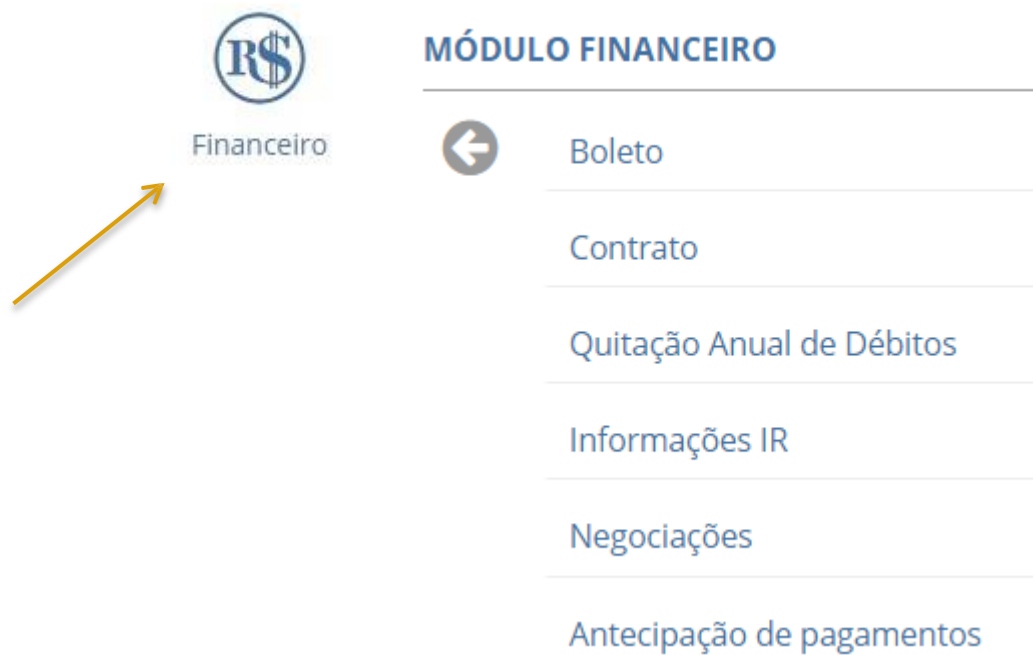 R$
Financeiro
MÓDULO FINANCEIRO
Boleto
Contrato
Quitação Anual de Débitos
Informações IR
Negociações
Antecipação de pagamentos